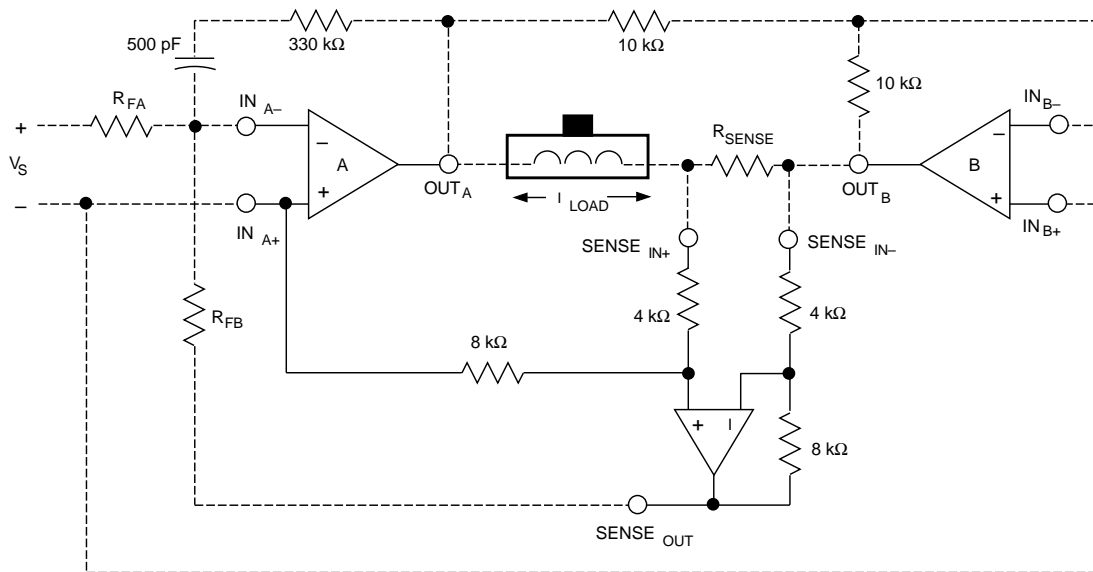 500 pF
330 kΩ
10 kΩ
10 kΩ
R FA
IN A–
IN B–
+
V S
–
–
A
+
R SENSE
–
B
+
OUT A
I LOAD
OUT B
IN A+
IN B+
SENSE IN+
SENSE IN–
R FB
4 kΩ
4 kΩ
8 kΩ
+
–
8 kΩ
SENSE OUT